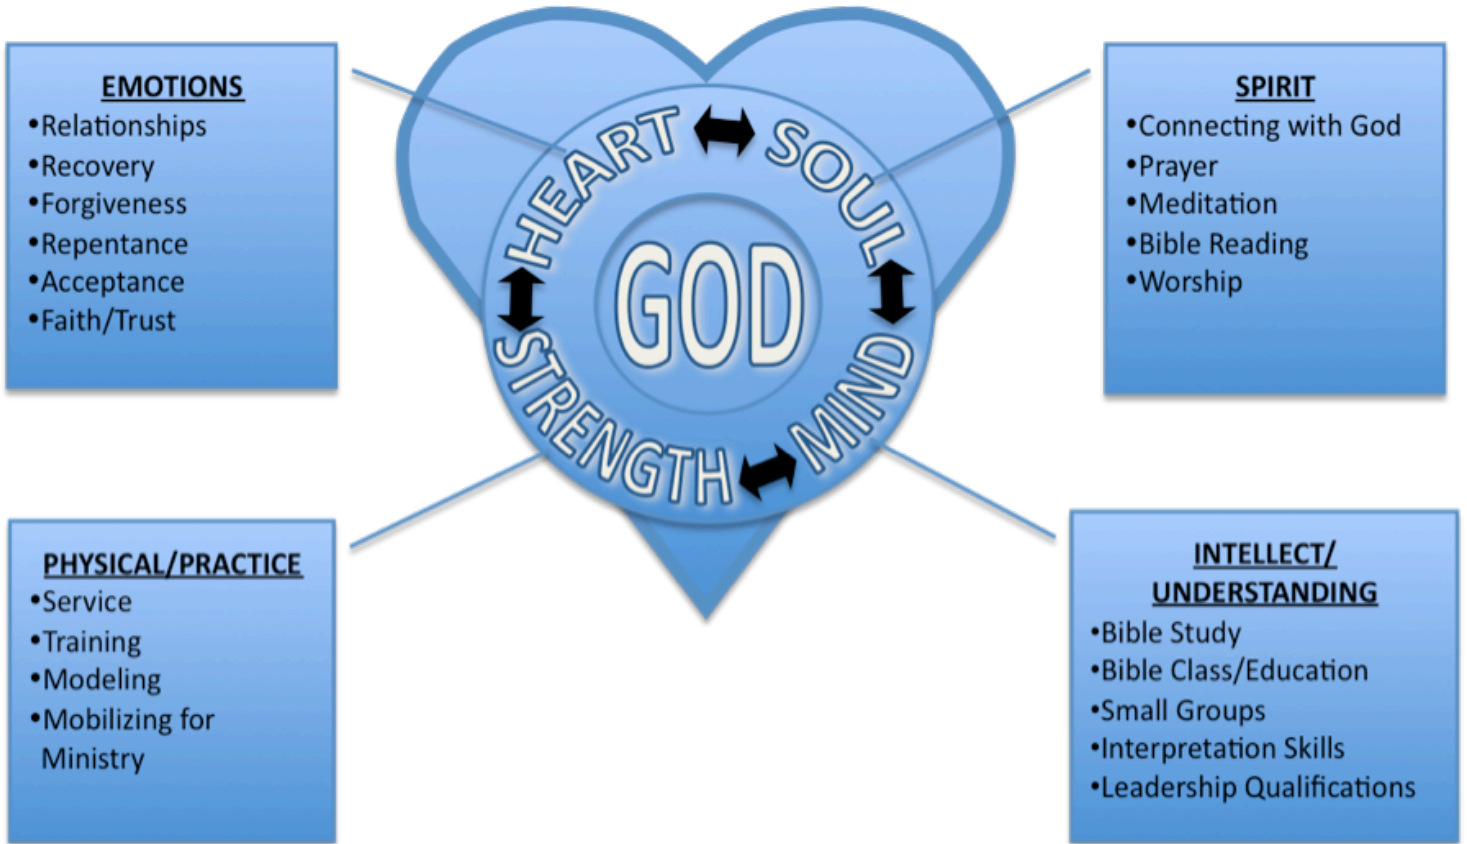 EMOTIONS
•Relationships
•Recovery
•Forgiveness
•Repentance
•Acceptance
•Faith/Trust
HEART
SOUL
GOD
STRENGTH
MIND
SPIRIT
•Connecting with God
•Prayer
•Meditation
•Bible Reading
•Worship
PHYSICAL/PRACTICE
•Service
•Training
•Modeling
•Mobilizing for
Ministry
INTELLECT/
UNDERSTANDING
•Bible Study
•Bible Class/Education
•Small Groups
•Interpretation Skills
•Leadership Qualifications